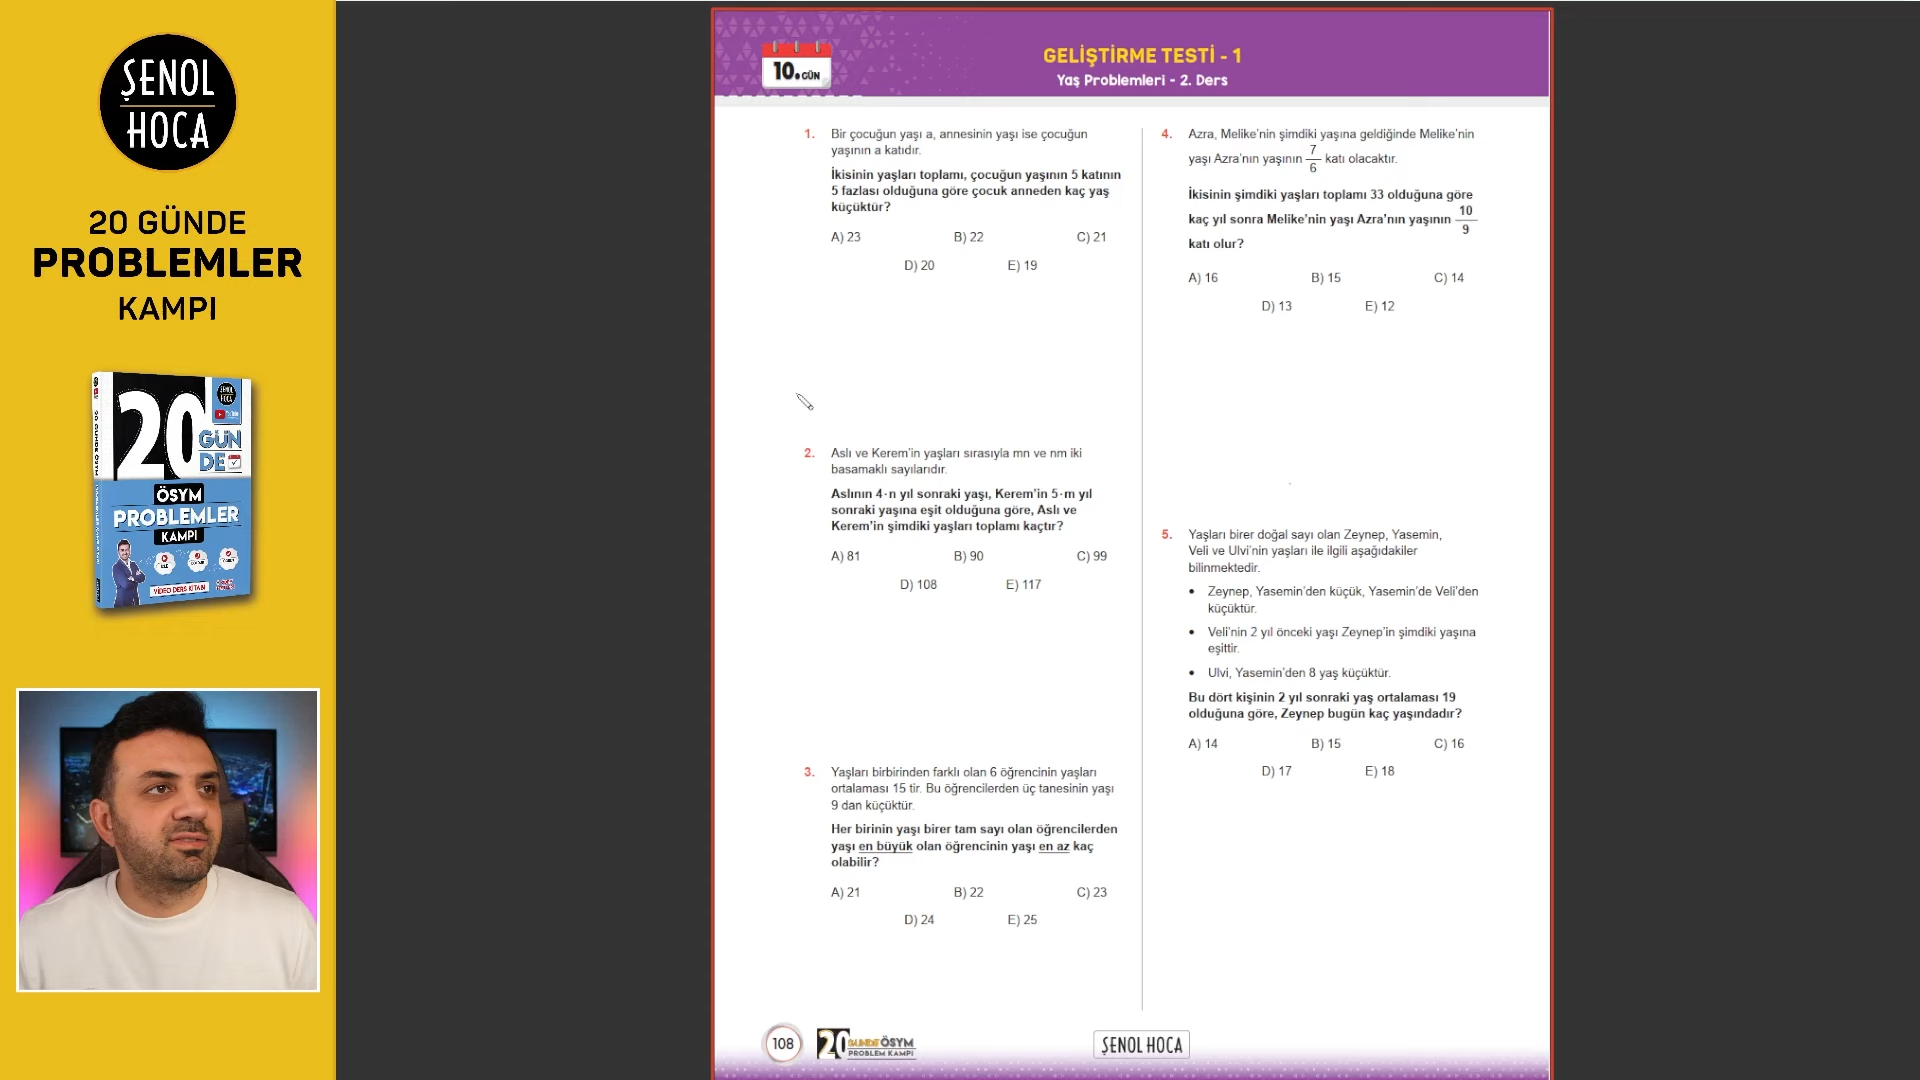 ŞENOL
HOCA
20 GÜNDE
PROBLEMLER
KAMPI
ŞENOL
HOCA
20
GÜN
DE
ÖSYM
PROBLEMLER
KAMPI
VİDEO DERS KİTABI
10. GÜN
GELİŞTİRME TESTİ - 1
Yaş Problemleri - 2. Ders
1. Bir çocuğun yaşı a, annesinin yaşı ise çocuğun
yaşının a katıdır.
İkisinin yaşları toplamı, çocuğun yaşının 5 katının
5 fazlası olduğuna göre çocuk anneden kaç yaş
küçüktür?
A) 23 B) 22 C) 21
D) 20 E) 19
2. Aslı ve Kerem'in yaşları sırasıyla mn ve nm iki
basamaklı sayılarıdır.
Aslının 4·n yıl sonraki yaşı, Kerem'in 5·m yıl
sonraki yaşına eşit olduğuna göre, Aslı ve
Kerem'in şimdiki yaşları toplamı kaçtır?
A) 81 B) 90 C) 99
D) 108 E) 117
3. Yaşları birbirinden farklı olan 6 öğrencinin yaşları
ortalaması 15 tir. Bu öğrencilerden üç tanesinin yaşı
9 dan küçüktür.
Her birinin yaşı birer tam sayı olan öğrencilerden
yaşı en büyük olan öğrencinin yaşı en az kaç
olabilir?
A) 21 B) 22 C) 23
D) 24 E) 25
4. Azra, Melike'nin şimdiki yaşına geldiğinde Melike'nin
yaşı Azra'nın yaşının 7/6 katı olacaktır.
İkisinin şimdiki yaşları toplamı 33 olduğuna göre
kaç yıl sonra Melike'nin yaşı Azra'nın yaşının 10/9
katı olur?
A) 16 B) 15 C) 14
D) 13 E) 12
5. Yaşları birer doğal sayı olan Zeynep, Yasemin,
Veli ve Ulvi'nin yaşları ile ilgili aşağıdakiler
bilinmektedir.
• Zeynep, Yasemin'den küçük, Yasemin'de Veli'den
küçüktür.
• Veli'nin 2 yıl önceki yaşı Zeynep'in şimdiki yaşına
eşittir.
• Ulvi, Yasemin'den 8 yaş küçüktür.
Bu dört kişinin 2 yıl sonraki yaş ortalaması 19
olduğuna göre, Zeynep bugün kaç yaşındadır?
A) 14 B) 15 C) 16
D) 17 E) 18
108
20 GÜNDE ÖSYM
PROBLEM KAMPI
ŞENOL HOCA